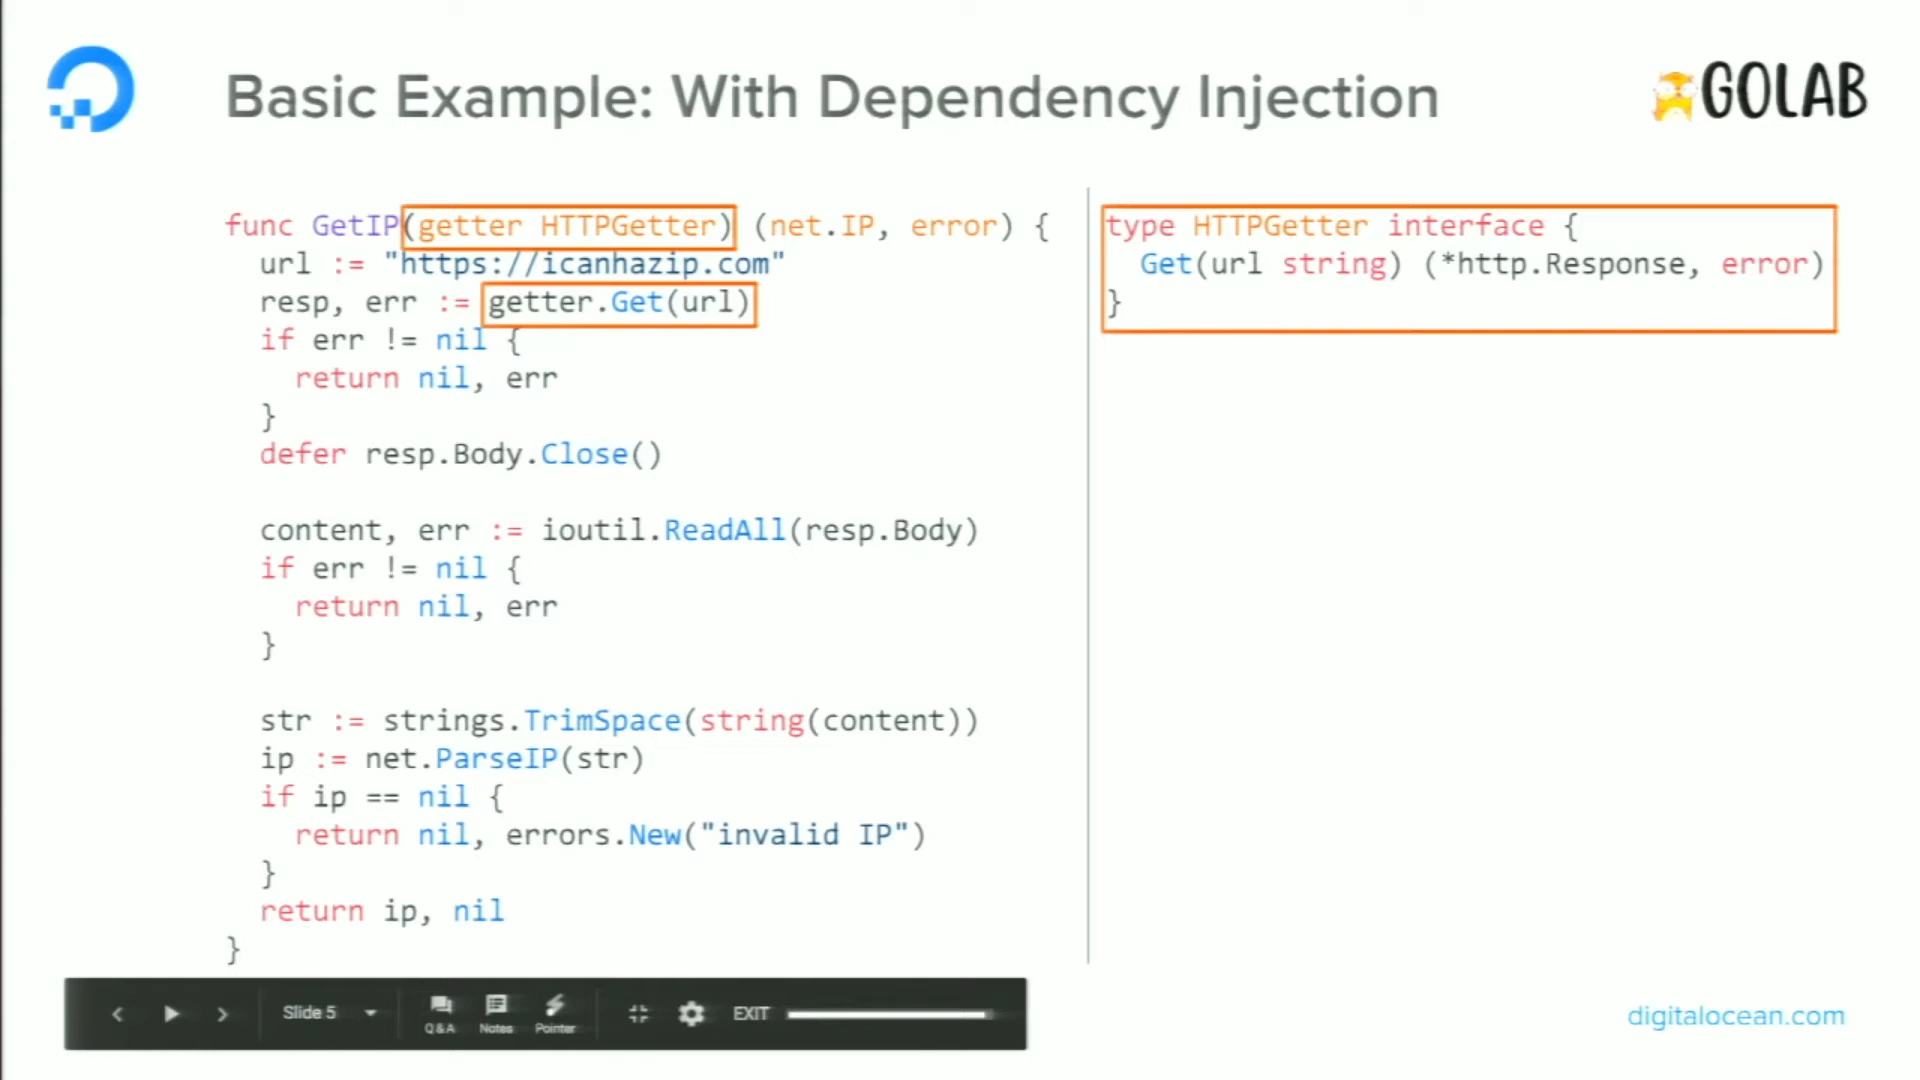 Basic Example: With Dependency Injection
GOLAB
func GetIP(getter HTTPGetter) (net.IP, error) {
url := "https://icanhazip.com"
resp, err := getter.Get(url)
if err != nil {
return nil, err
}
defer resp.Body.Close()
content, err := ioutil.ReadAll(resp.Body)
if err != nil {
return nil, err
}
str := strings.TrimSpace(string(content))
ip := net.ParseIP(str)
if ip == nil {
return nil, errors.New("invalid IP")
}
return ip, nil
}
type HTTPGetter interface {
Get(url string) (*http.Response, error)
}
Slide 5
Q&A
Notes
Pointer
EXIT
digitalocean.com